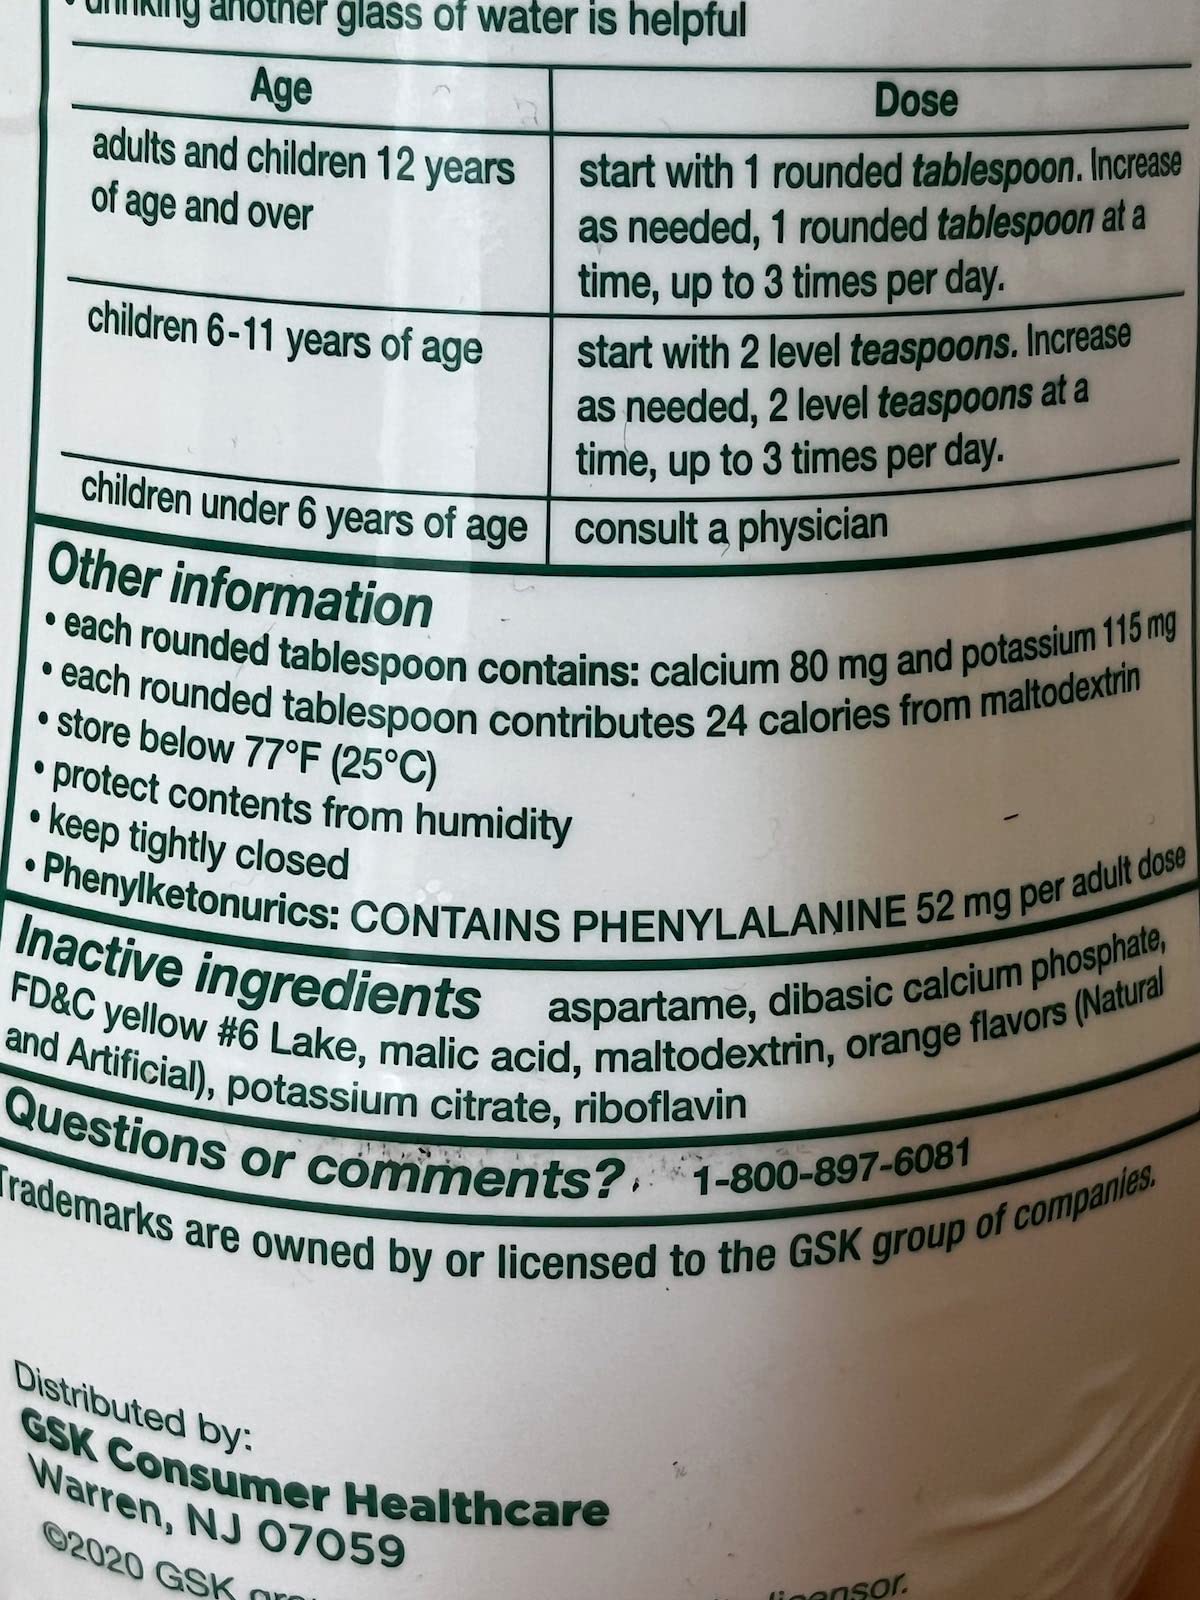 • drinking another glass of water is helpful
Age Dose
adults and children 12 years
of age and over
start with 1 rounded tablespoon. Increase
as needed, 1 rounded tablespoon at a
time, up to 3 times per day.
children 6-11 years of age
start with 2 level teaspoons. Increase
as needed, 2 level teaspoons at a
time, up to 3 times per day.
children under 6 years of age
consult a physician
Other information
• each rounded tablespoon contains: calcium 80 mg and potassium 115 mg
• each rounded tablespoon contributes 24 calories from maltodextrin
• store below 77°F (25°C)
• protect contents from humidity
• keep tightly closed
• Phenylketonurics: CONTAINS PHENYLALANINE 52 mg per adult dose
Inactive ingredients aspartame, dibasic calcium phosphate,
FD&C yellow #6 Lake, malic acid, maltodextrin, orange flavors (Natural
and Artificial), potassium citrate, riboflavin
Questions or comments? 1-800-897-6081
Trademarks are owned by or licensed to the GSK group of companies.
Distributed by:
GSK Consumer Healthcare
Warren, NJ 07059
©2020 GSK licensor.